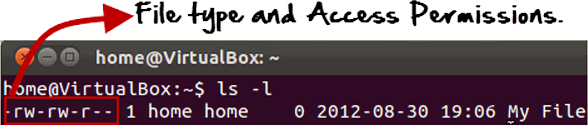 File type and Access Permissions.
home@VirtualBox: ~
home@VirtualBox:~$ ls -l
-rw-rw-r-- 1 home home 0 2012-08-30 19:06 My File